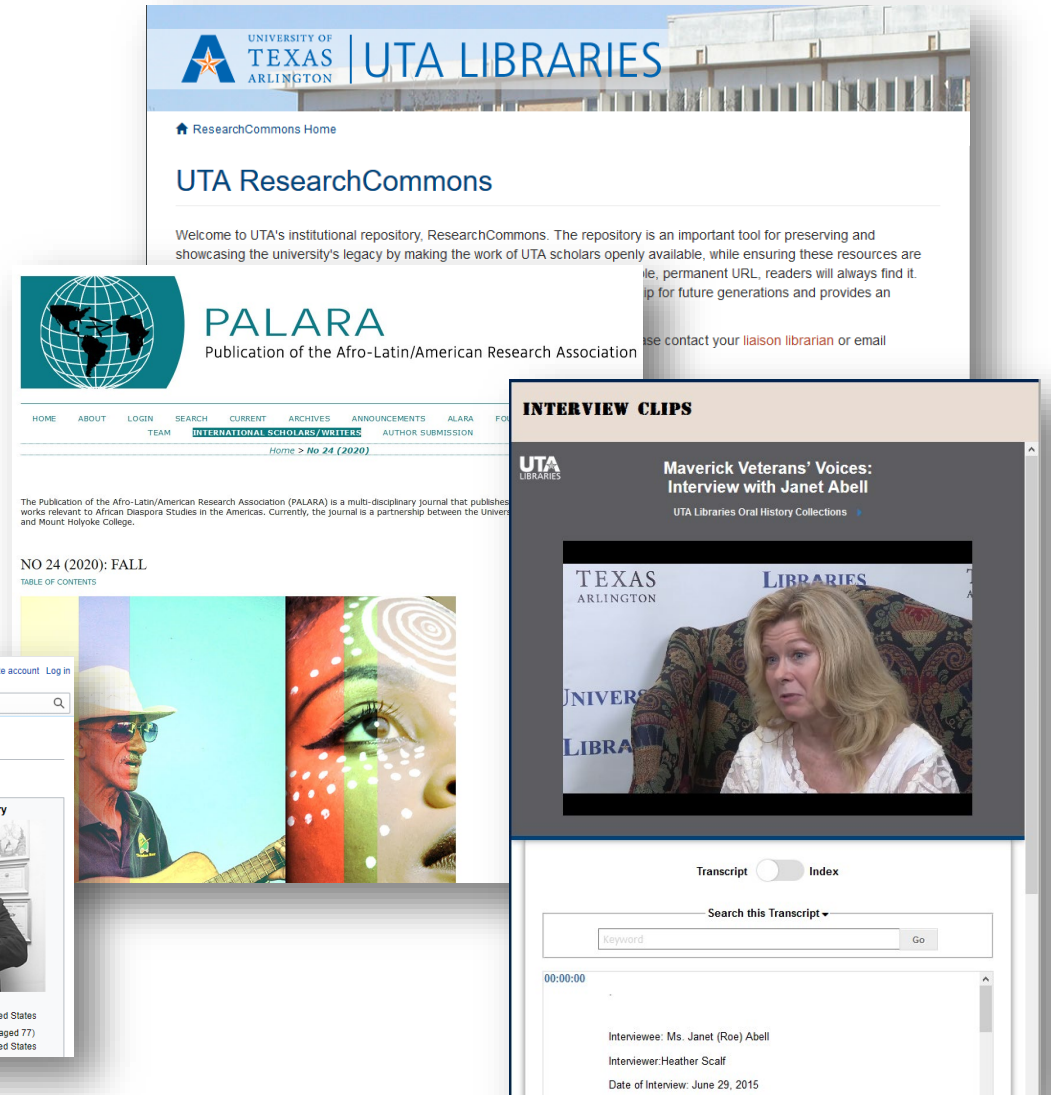 UNIVERSITY OF
TEXAS
ARLINGTON
UTA LIBRARIES
ResearchCommons Home
UTA ResearchCommons
Welcome to UTA's institutional repository, ResearchCommons. The repository is an important tool for preserving and
showcasing the university's legacy by making the work of UTA scholars openly available, while ensuring these resources are
le, permanent URL, readers will always find it.
ip for future generations and provides an
ase contact your liaison librarian or email
PALARA
Publication of the Afro-Latin/American Research Association
HOME ABOUT LOGIN SEARCH CURRENT ARCHIVES ANNOUNCEMENTS ALARA FOU
TEAM INTERNATIONAL SCHOLARS/WRITERS AUTHOR SUBMISSION
Home > No 24 (2020)
The Publication of the Afro-Latin/American Research Association (PALARA) is a multi-disciplinary journal that publishes
works relevant to African Diaspora Studies in the Americas. Currently, the journal is a partnership between the Univers
and Mount Holyoke College.
NO 24 (2020): FALL
TABLE OF CONTENTS
te account Log in
ry
ed States
aged 77)
ed States
INTERVIEW CLIPS
UTA
LIBRARIES
Maverick Veterans' Voices:
Interview with Janet Abell
UTA Libraries Oral History Collections
TEXAS
ARLINGTON
LIBRARIES
UNIVERS
LIBRA
Transcript Index
Search this Transcript
Keyword
Go
00:00:00
.
Interviewee: Ms. Janet (Roe) Abell
Interviewer:Heather Scalf
Date of Interview: June 29, 2015